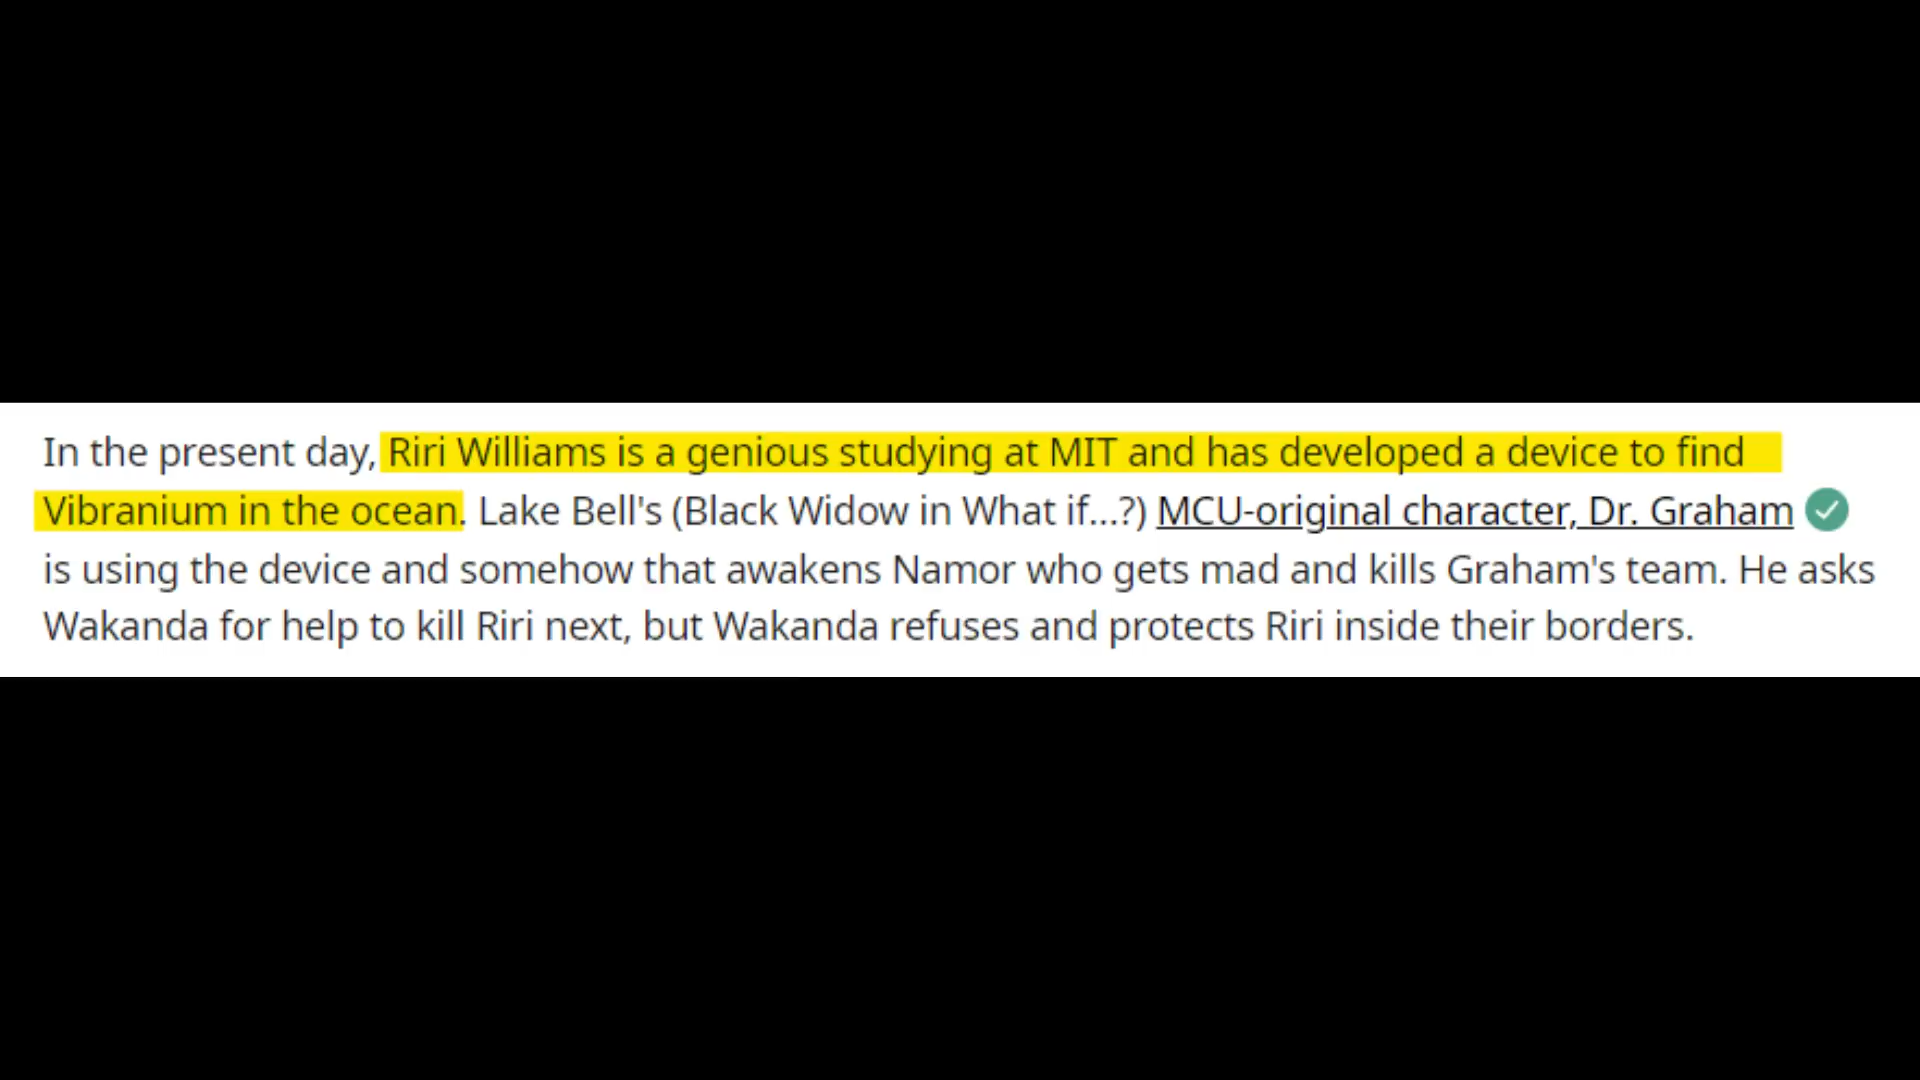 In the present day, Riri Williams is a genious studying at MIT and has developed a device to find
Vibranium in the ocean. Lake Bell's (Black Widow in What if...?) MCU-original character, Dr. Graham
is using the device and somehow that awakens Namor who gets mad and kills Graham's team. He asks
Wakanda for help to kill Riri next, but Wakanda refuses and protects Riri inside their borders.